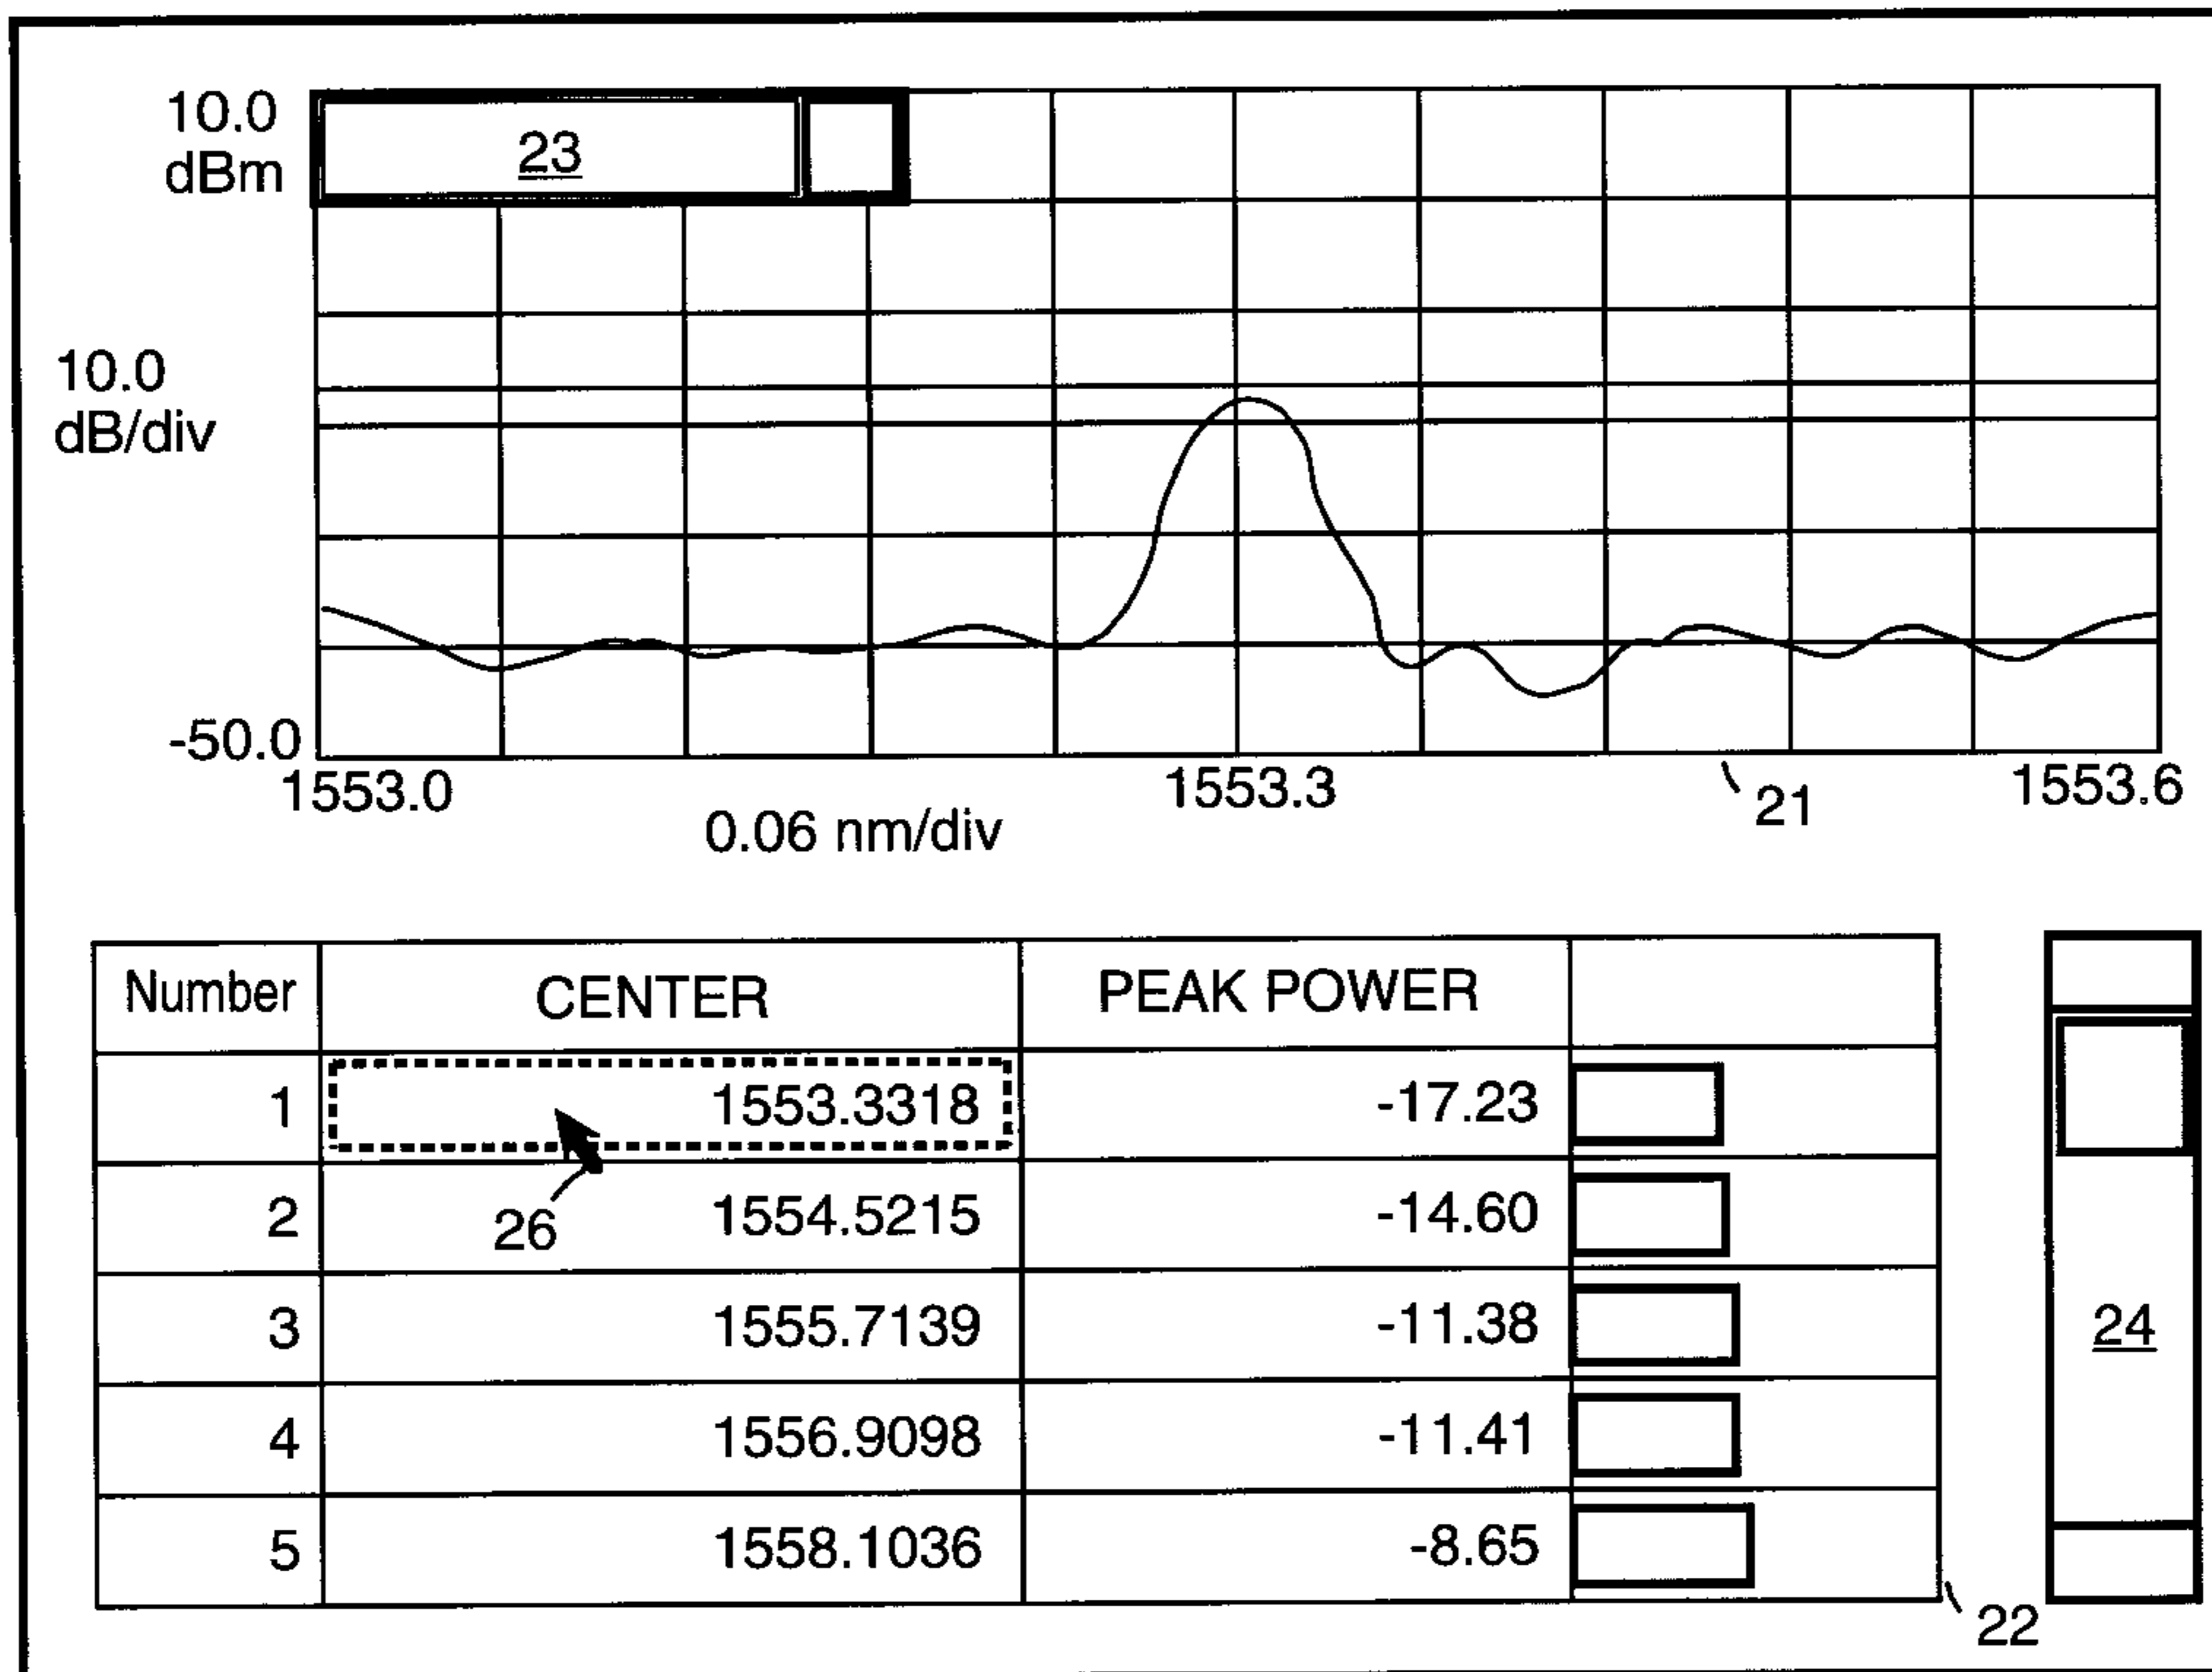 10.0
dBm
23
10.0
dB/div
-50.0
1553.0
1553.3
1553.6
0.06 nm/div
21
Number CENTER PEAK POWER
1 1553.3318 -17.23
26
2 1554.5215 -14.60
3 1555.7139 -11.38
24
4 1556.9098 -11.41
5 1558.1036 -8.65
22